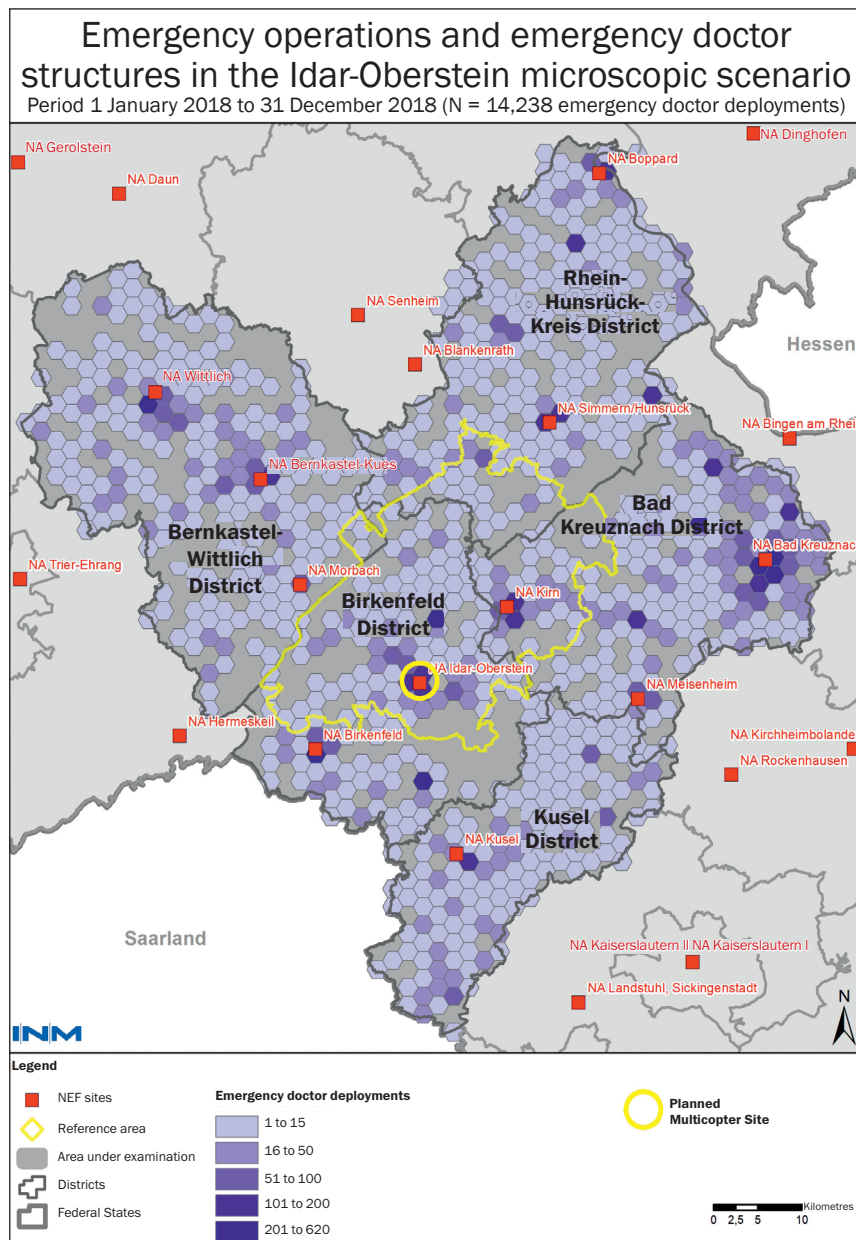 Emergency operations and emergency doctor
structures in the Idar-Oberstein microscopic scenario
Period 1 January 2018 to 31 December 2018 (N = 14,238 emergency doctor deployments)
NA Dinghofen
NA Gerolstein
NA Boppard
NA Daun
Rhein-
Hunsrück-
Kreis District
NA Senheim
Hessen
NA Blankenrath
NA Wittlich
NA Simmern/Hunsrück
NA Bingen am Rhei
NA Bernkastel-Kues
Bad
Kreuznach District
Bernkastel-
Wittlich
District
NA Bad Kreuznac
NA Trier-Ehrang
NA Morbach
Birkenfeld
District
NA Kirn
NA Idar-Oberstein
NA Meisenheim
NA Hermeskeil
NA Birkenfeld
NA Kirchheimbolande
NA Rockenhausen
Kusel
District
NA Kusel
Saarland
NA Kaiserslautern II NA Kaiserslautern I
NA Landstuhl, Sickingenstadt
INM
N
Legend
NEF sites
Reference area
Area under examination
Districts
Federal States
Emergency doctor deployments
1 to 15
16 to 50
51 to 100
101 to 200
201 to 620
Planned
Multicopter Site
Kilometres
0 2,5 5 10